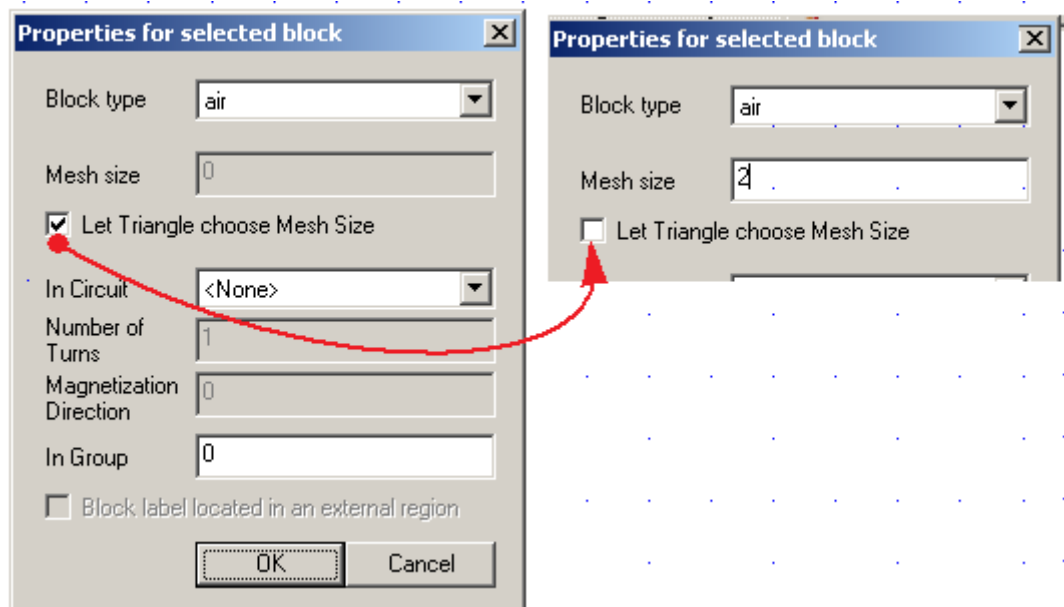 Properties for selected block
Block type air
Mesh size 0
Let Triangle choose Mesh Size
In Circuit <None>
Number of
Turns 1
Magnetization
Direction 0
In Group 0
Block label located in an external region
OK Cancel
Properties for selected block
Block type air
Mesh size 2
Let Triangle choose Mesh Size